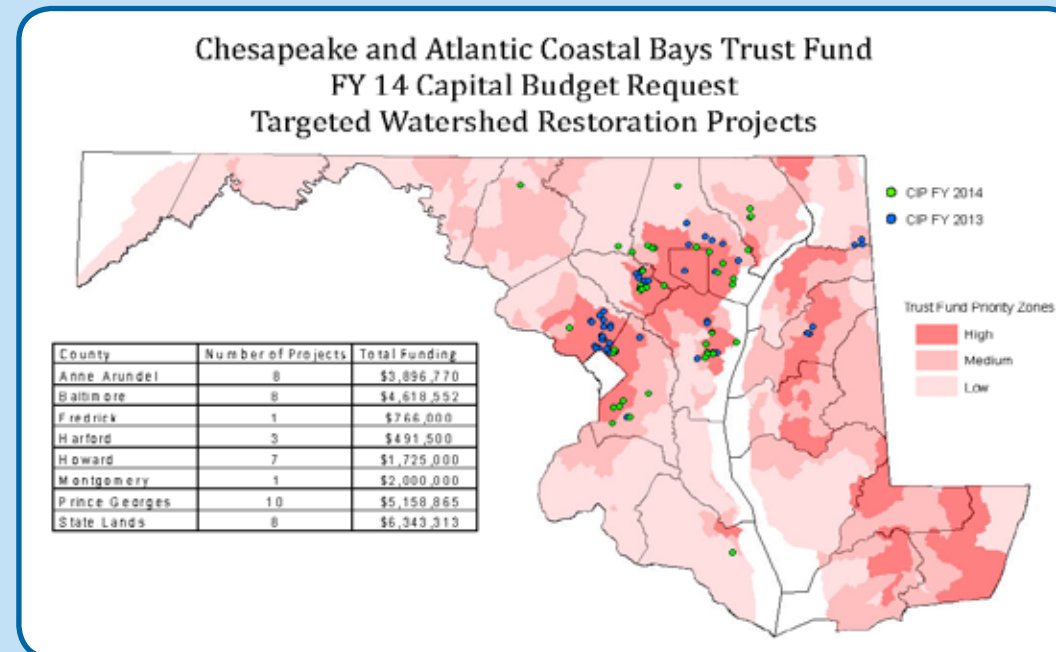 Chesapeake and Atlantic Coastal Bays Trust Fund
FY 14 Capital Budget Request
Targeted Watershed Restoration Projects
CIP FY 2014
CIP FY 2013
Trust Fund Priority Zones
High
Medium
Low
County Number of Projects Total Funding
Anne Arundel 8 $3,896,770
Baltimore 8 $4,618,552
Fredrick 1 $766,000
Harford 3 $491,500
Howard 7 $1,725,000
Montgomery 1 $2,000,000
Prince Georges 10 $5,158,865
State Lands 8 $6,343,313